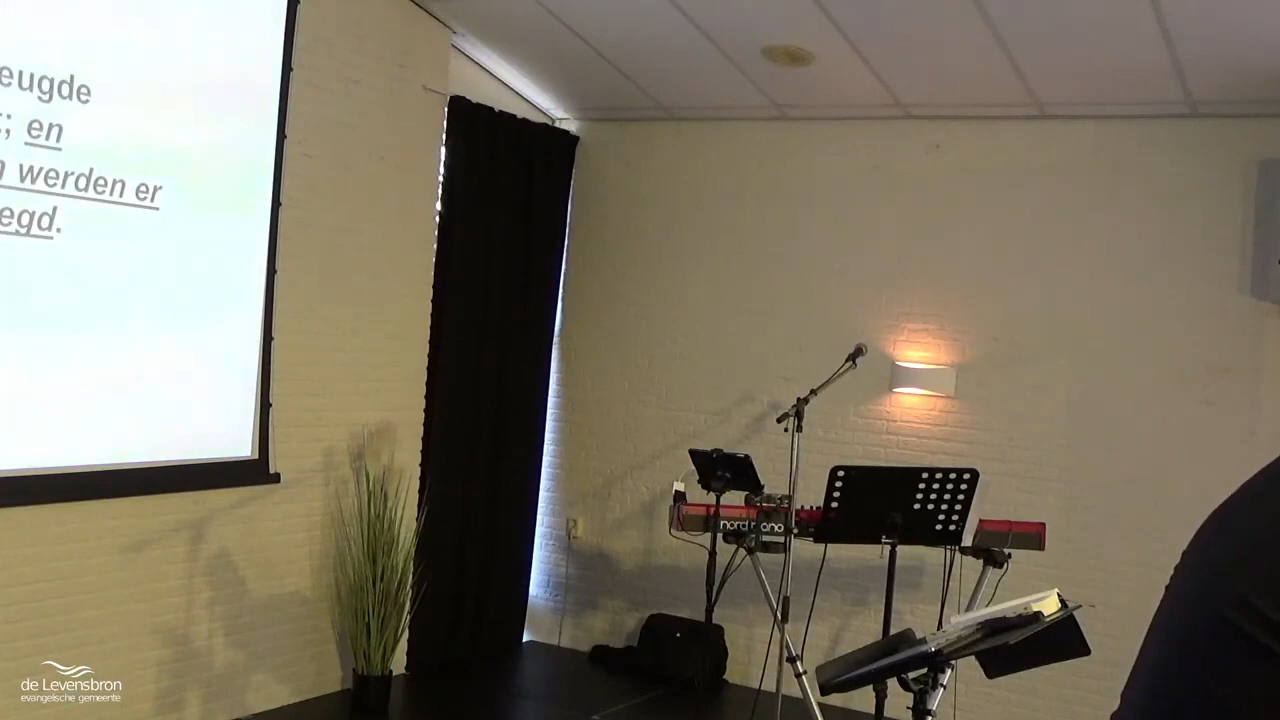 eugde
; en
werden er
egd.
nord piano
de Levensbron
evangelische gemeente